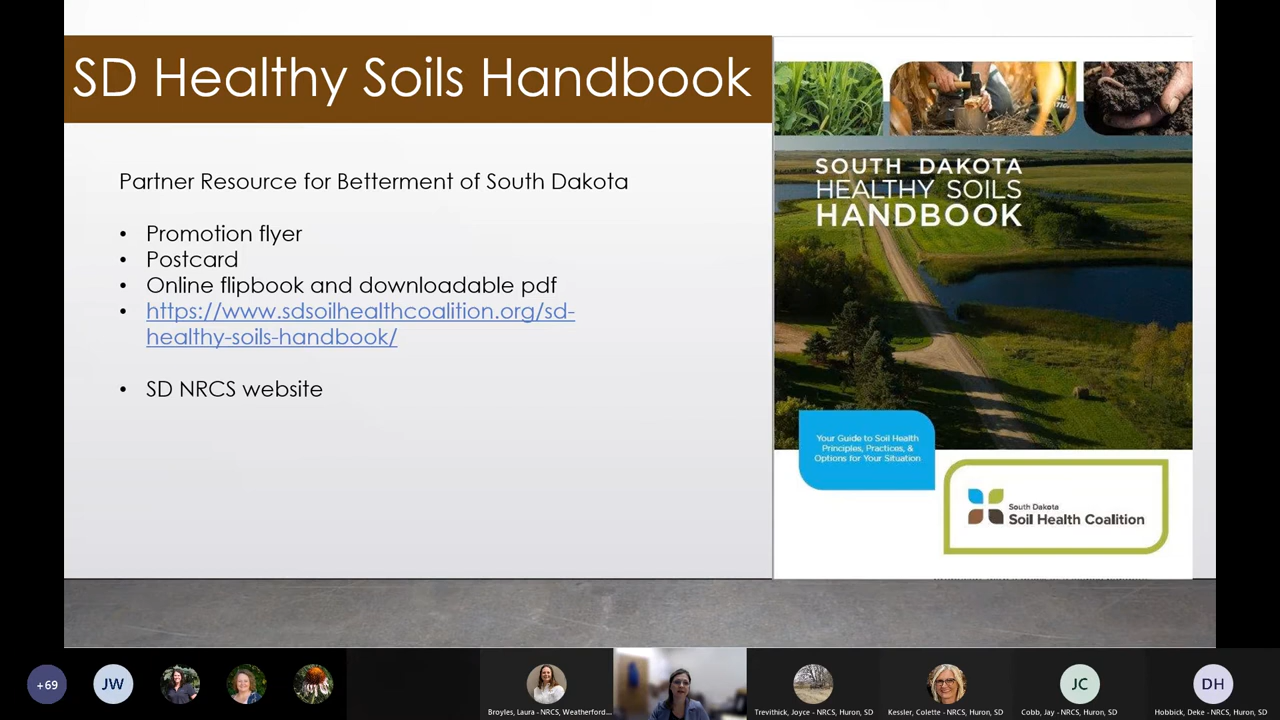 SD Healthy Soils Handbook
Partner Resource for Betterment of South Dakota
• Promotion flyer
• Postcard
• Online flipbook and downloadable pdf
• https://www.sdsoilhealthcoalition.org/sd-
healthy-soils-handbook/
• SD NRCS website
SOUTH DAKOTA
HEALTHY SOILS
HANDBOOK
Your Guide to Soil Health
Principles, Practices, &
Options for Your Situation
South Dakota
Soil Health Coalition
+69
JW
Broyles, Laura - NRCS, Weatherford...
Trevithick, Joyce - NRCS, Huron, SD
Kessler, Colette - NRCS, Huron, SD
JC
Cobb, Jay - NRCS, Huron, SD
DH
Hobbick, Deke - NRCS, Huron, SD